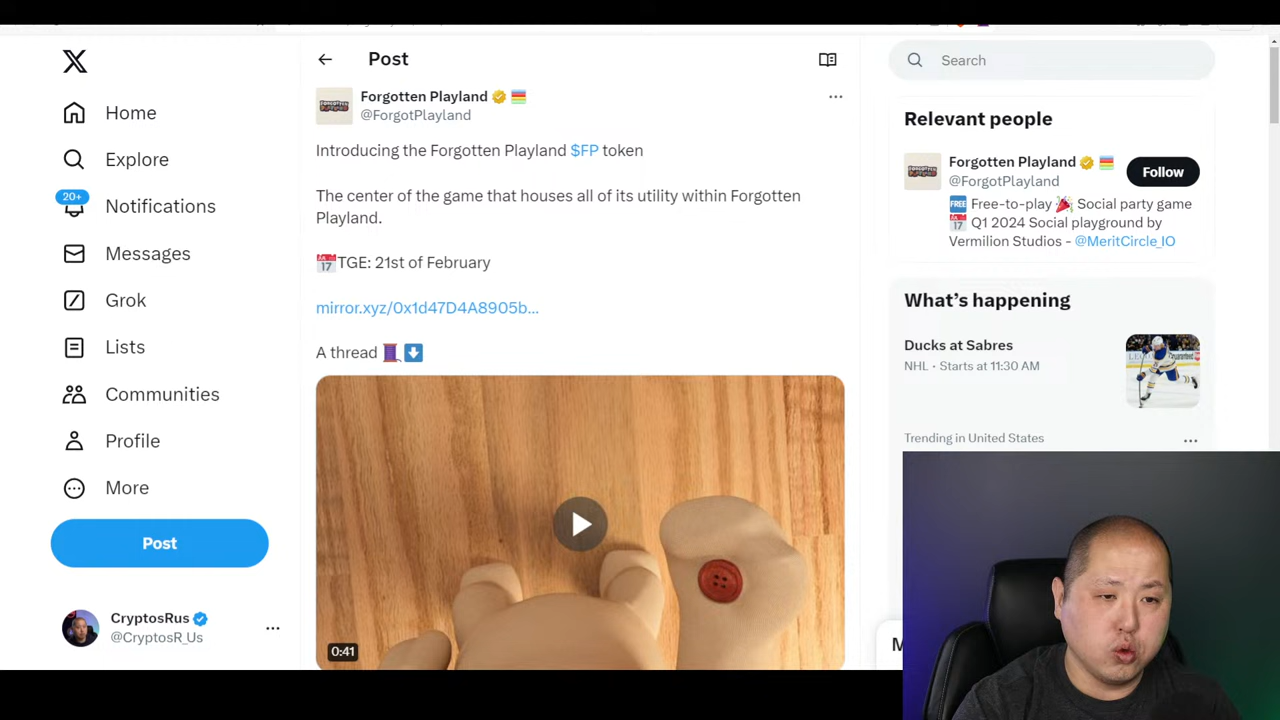 Home
Explore
20+
Notifications
Messages
Grok
Lists
Communities
Profile
More
Post
CryptosRus
@CryptosR_Us
Post
Forgotten Playland
@ForgotPlayland
Introducing the Forgotten Playland $FP token
The center of the game that houses all of its utility within Forgotten
Playland.
17 TGE: 21st of February
mirror.xyz/0x1d47D4A8905b...
A thread
0:41
Search
Relevant people
Forgotten Playland
@ForgotPlayland
Follow
FREE Free-to-play Social party game
17 Q1 2024 Social playground by
Vermilion Studios - @MeritCircle_IO
What's happening
Ducks at Sabres
NHL · Starts at 11:30 AM
Trending in United States
M